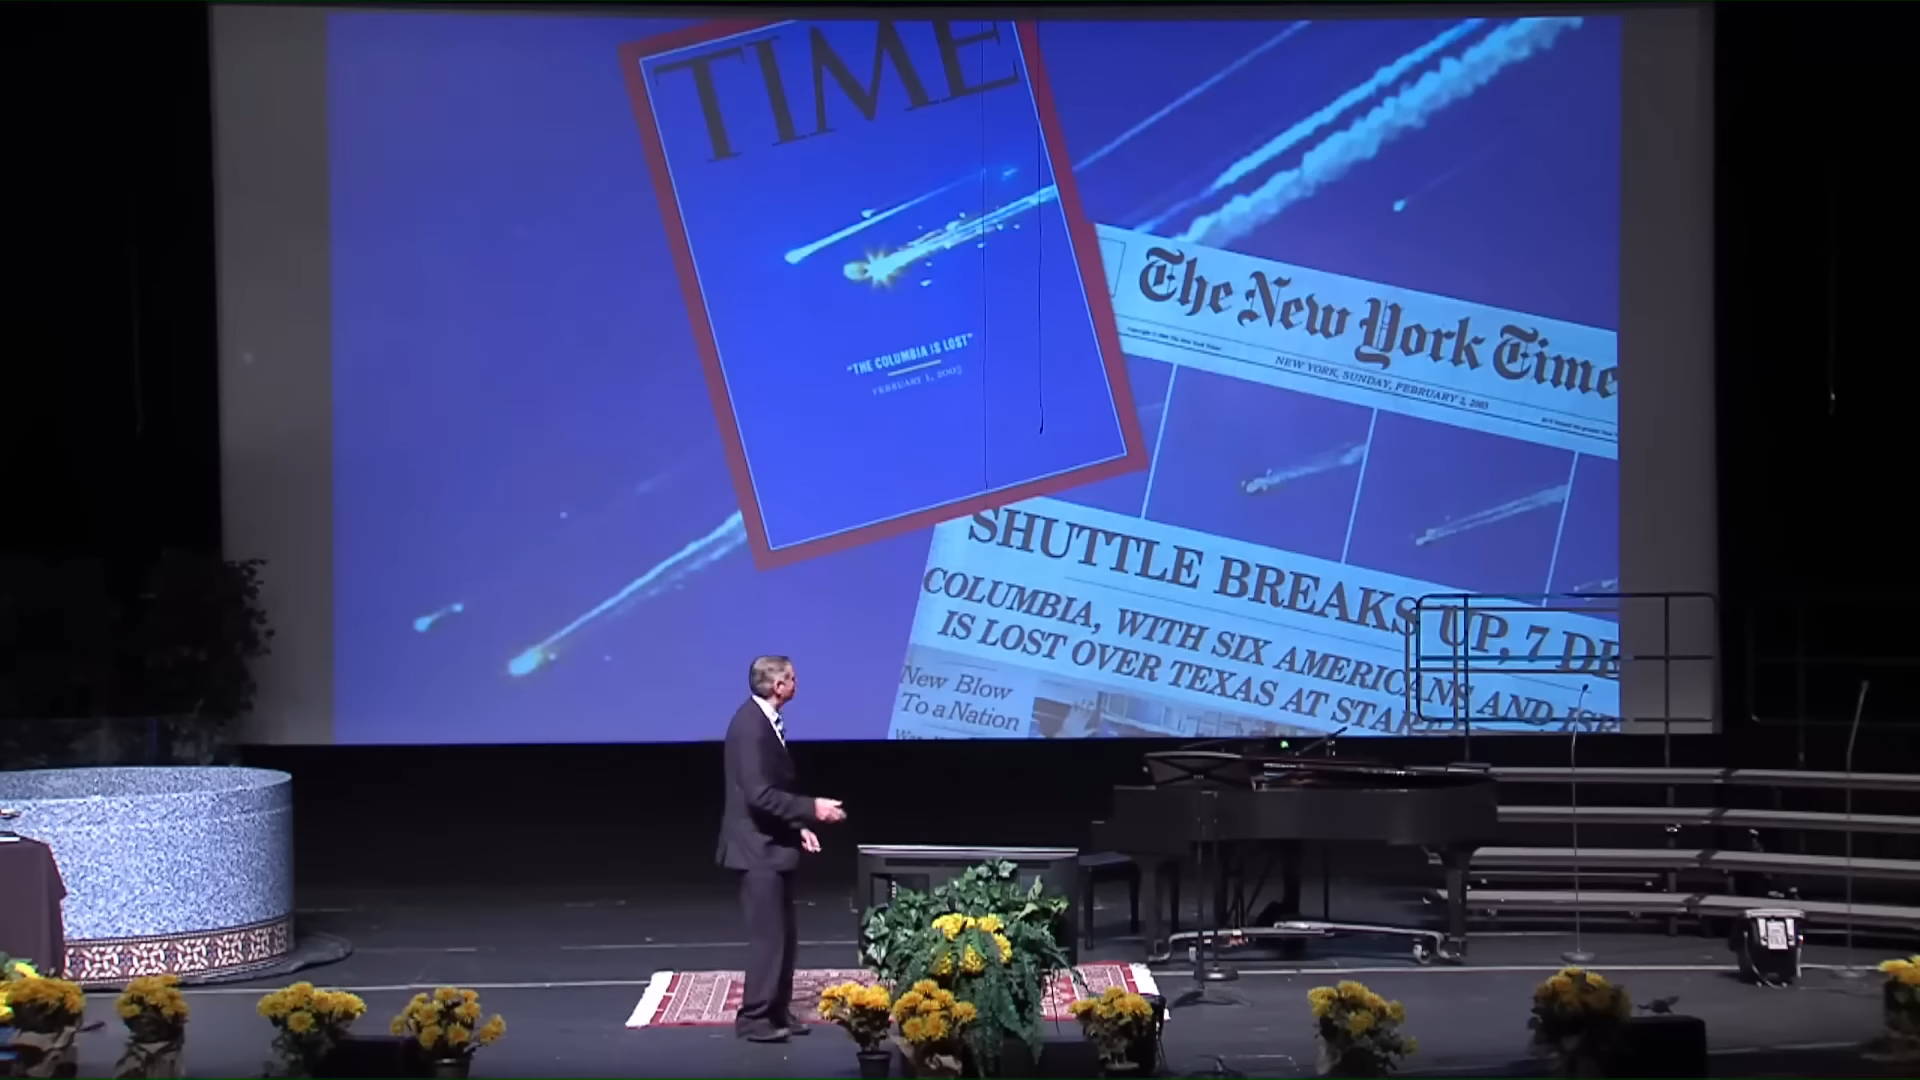 TIME
"THE COLUMBIA IS LOST"
FEBRUARY 1, 2003
The New York Time
NEW YORK, SUNDAY, FEBRUARY 2, 2003
SHUTTLE BREAKS UP, 7 DE
COLUMBIA, WITH SIX AMERICANS AND ISR
IS LOST OVER TEXAS AT
New Blow
To a Nation